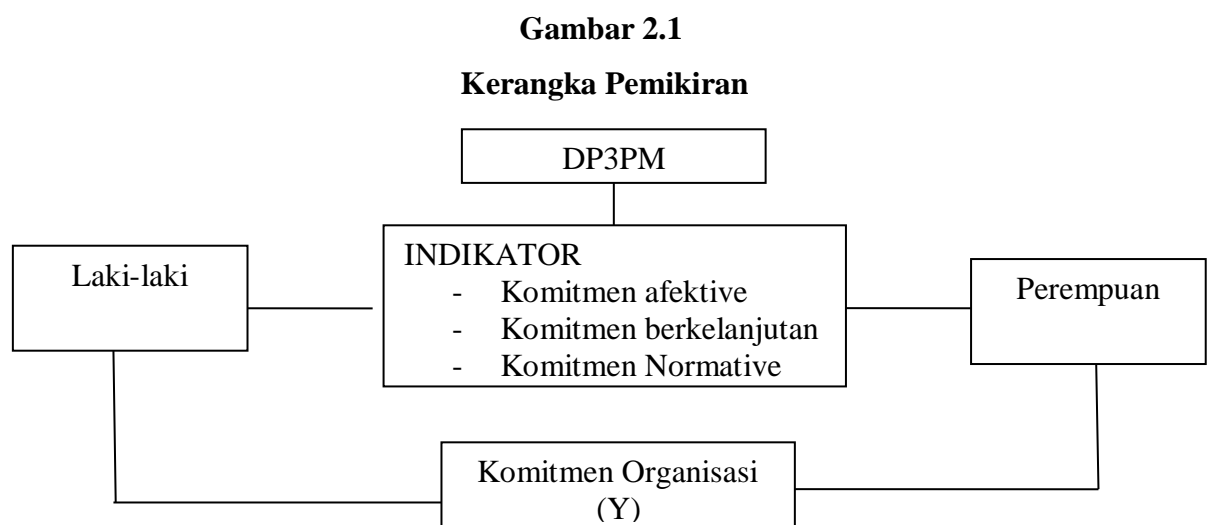 Gambar 2.1
Kerangka Pemikiran
DP3PM
Laki-laki
INDIKATOR
- Komitmen afektive
- Komitmen berkelanjutan
- Komitmen Normative
Perempuan
Komitmen Organisasi
(Y)